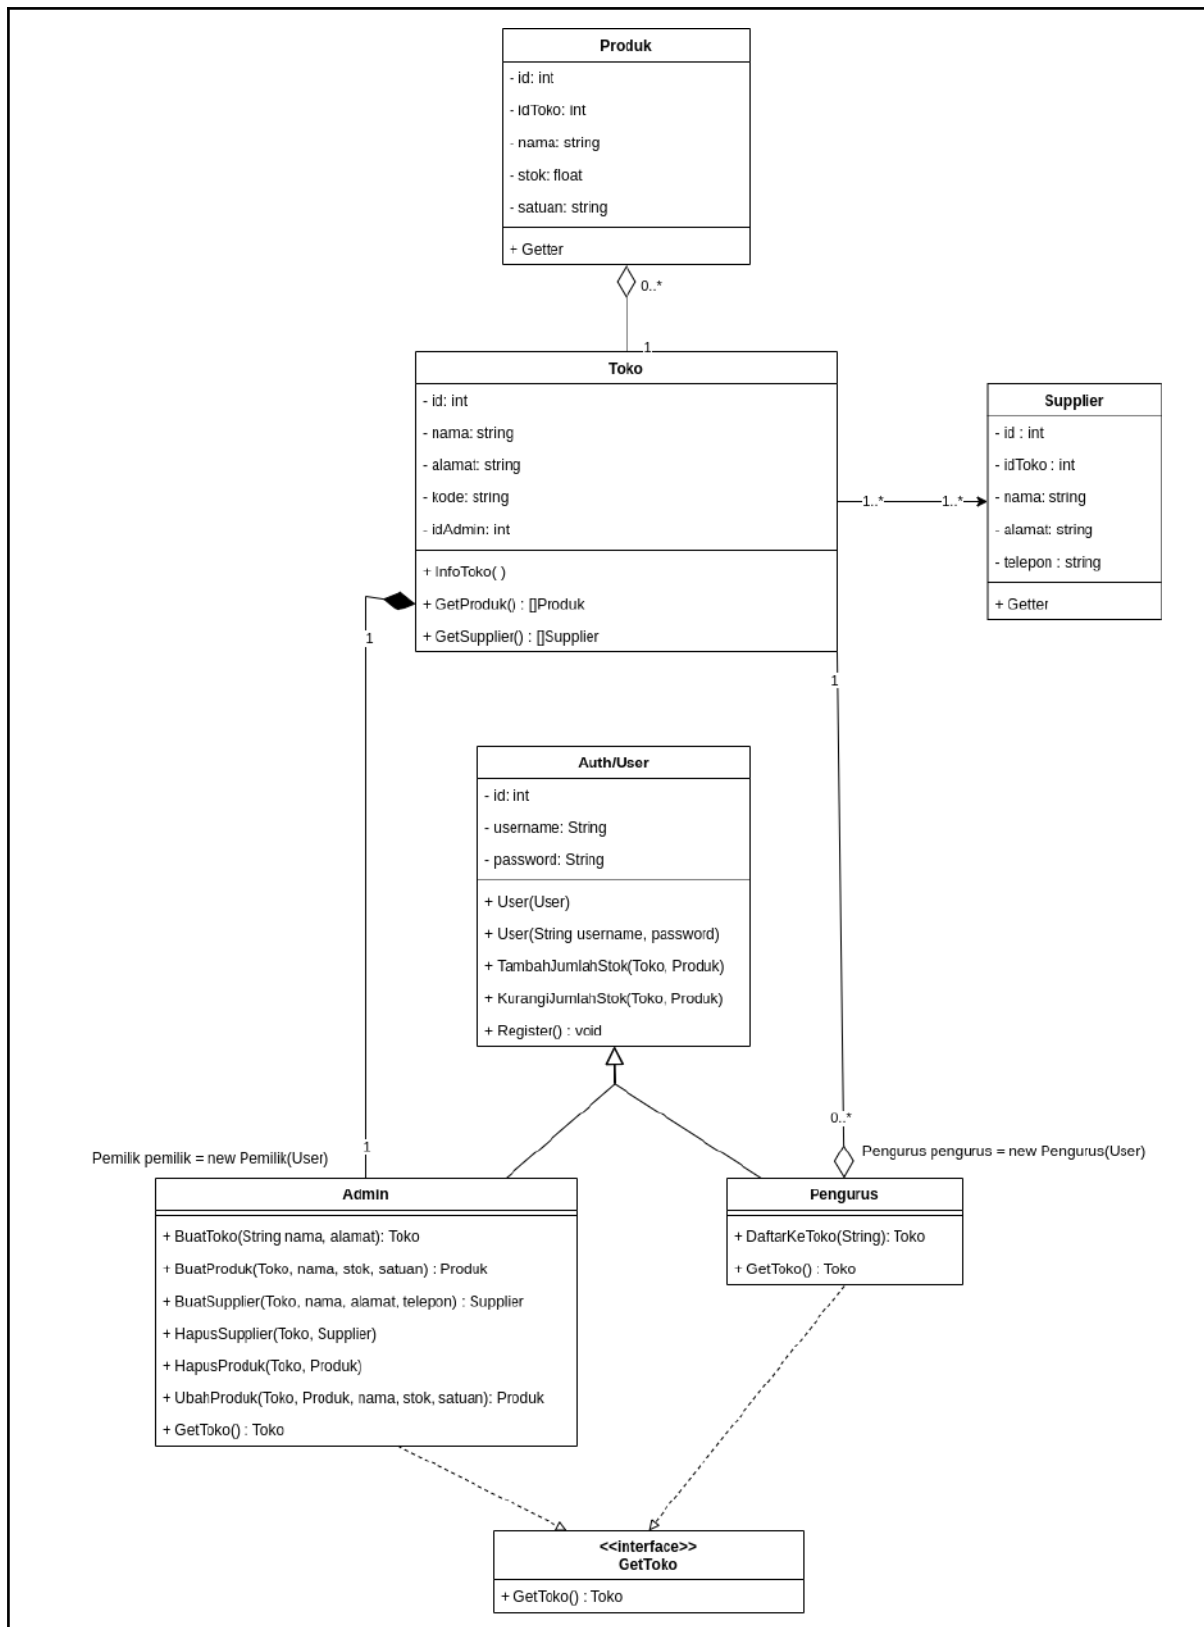 Produk
- id: int
- idToko: int
- nama: string
- stok: float
- satuan: string
+ Getter
0..*
1
Toko
- id: int
- nama: string
- alamat: string
- kode: string
- idAdmin: int
+ InfoToko( )
+ GetProduk() : []Produk
+ GetSupplier() : []Supplier
1..*
1..*
Supplier
- id : int
- idToko : int
- nama: string
- alamat: string
- telepon : string
+ Getter
1
1
Auth/User
- id: int
- username: String
- password: String
+ User(User)
+ User(String username, password)
+ TambahJumlahStok(Toko, Produk)
+ KurangiJumlahStok(Toko, Produk)
+ Register() : void
0..*
1
Pemilik pemilik = new Pemilik(User)
Pengurus pengurus = new Pengurus(User)
Admin
+ BuatToko(String nama, alamat): Toko
+ BuatProduk(Toko, nama, stok, satuan) : Produk
+ BuatSupplier(Toko, nama, alamat, telepon) : Supplier
+ HapusSupplier(Toko, Supplier)
+ HapusProduk(Toko, Produk)
+ UbahProduk(Toko, Produk, nama, stok, satuan): Produk
+ GetToko() : Toko
Pengurus
+ DaftarKeToko(String): Toko
+ GetToko() : Toko
<<interface>>
GetToko
+ GetToko() : Toko